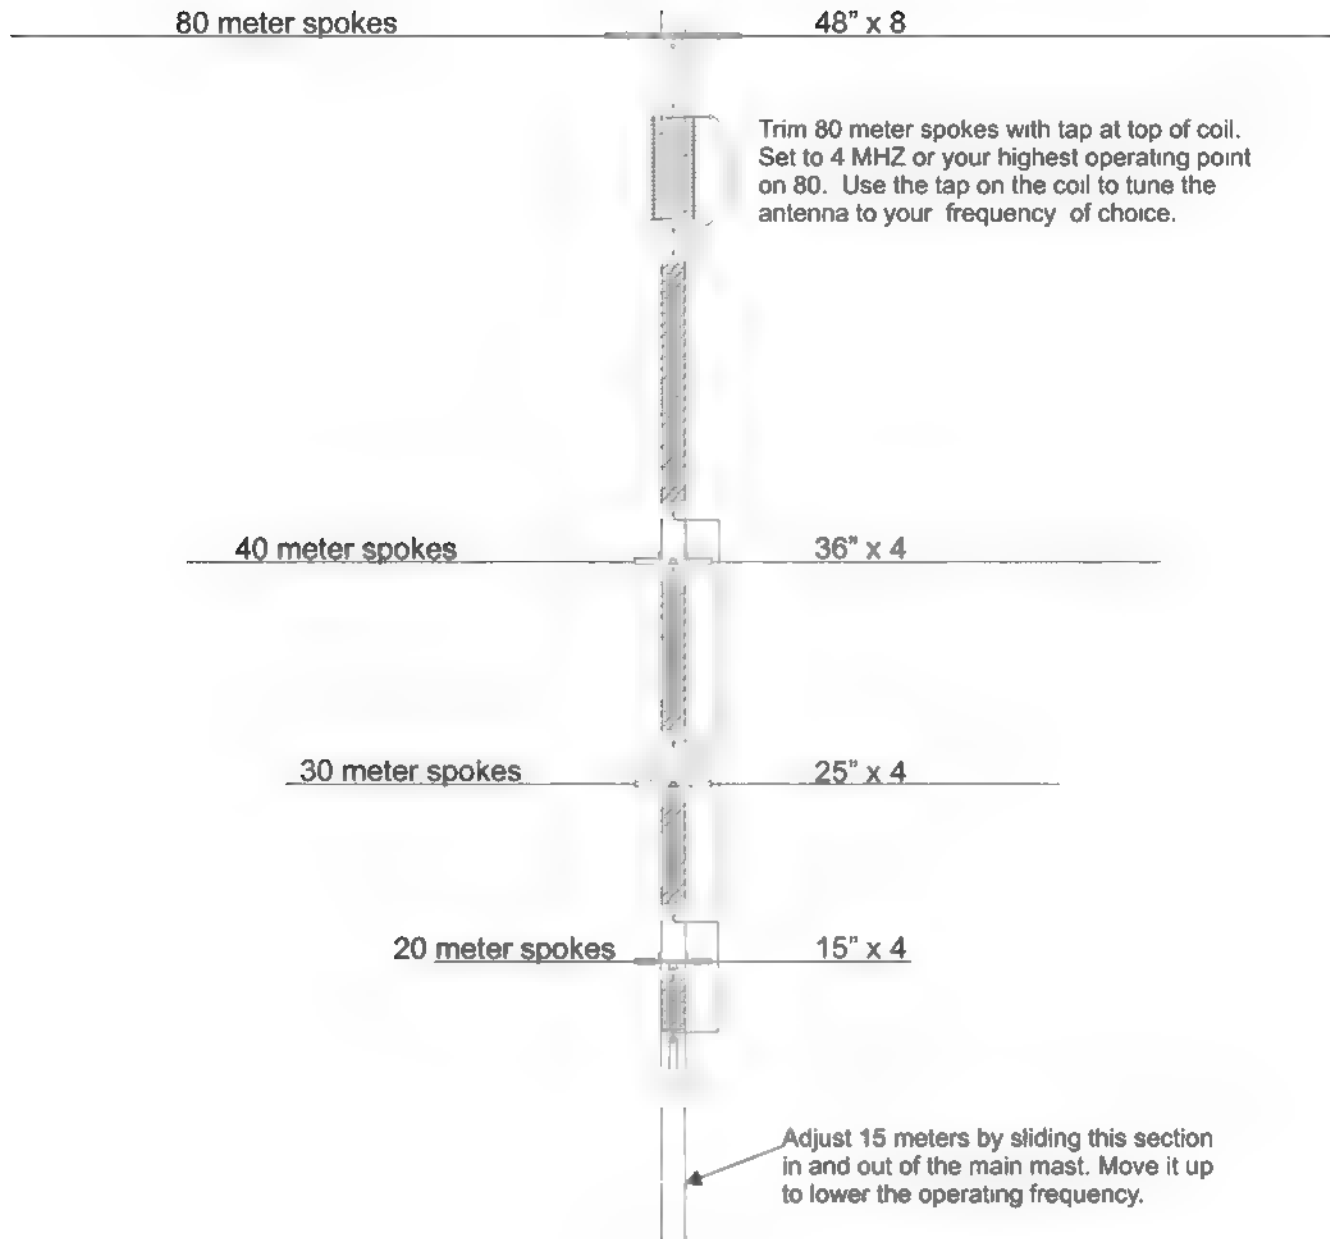 80 meter spokes 48” x 8
Trim 80 meter spokes with tap at top of coil.
Set to 4 MHZ or your highest operating point
on 80. Use the tap on the coil to tune the
antenna to your frequency of choice.
40 meter spokes 36” x 4
30 meter spokes 25” x 4
20 meter spokes 15” x 4
Adjust 15 meters by sliding this section
in and out of the main mast. Move it up
to lower the operating frequency.